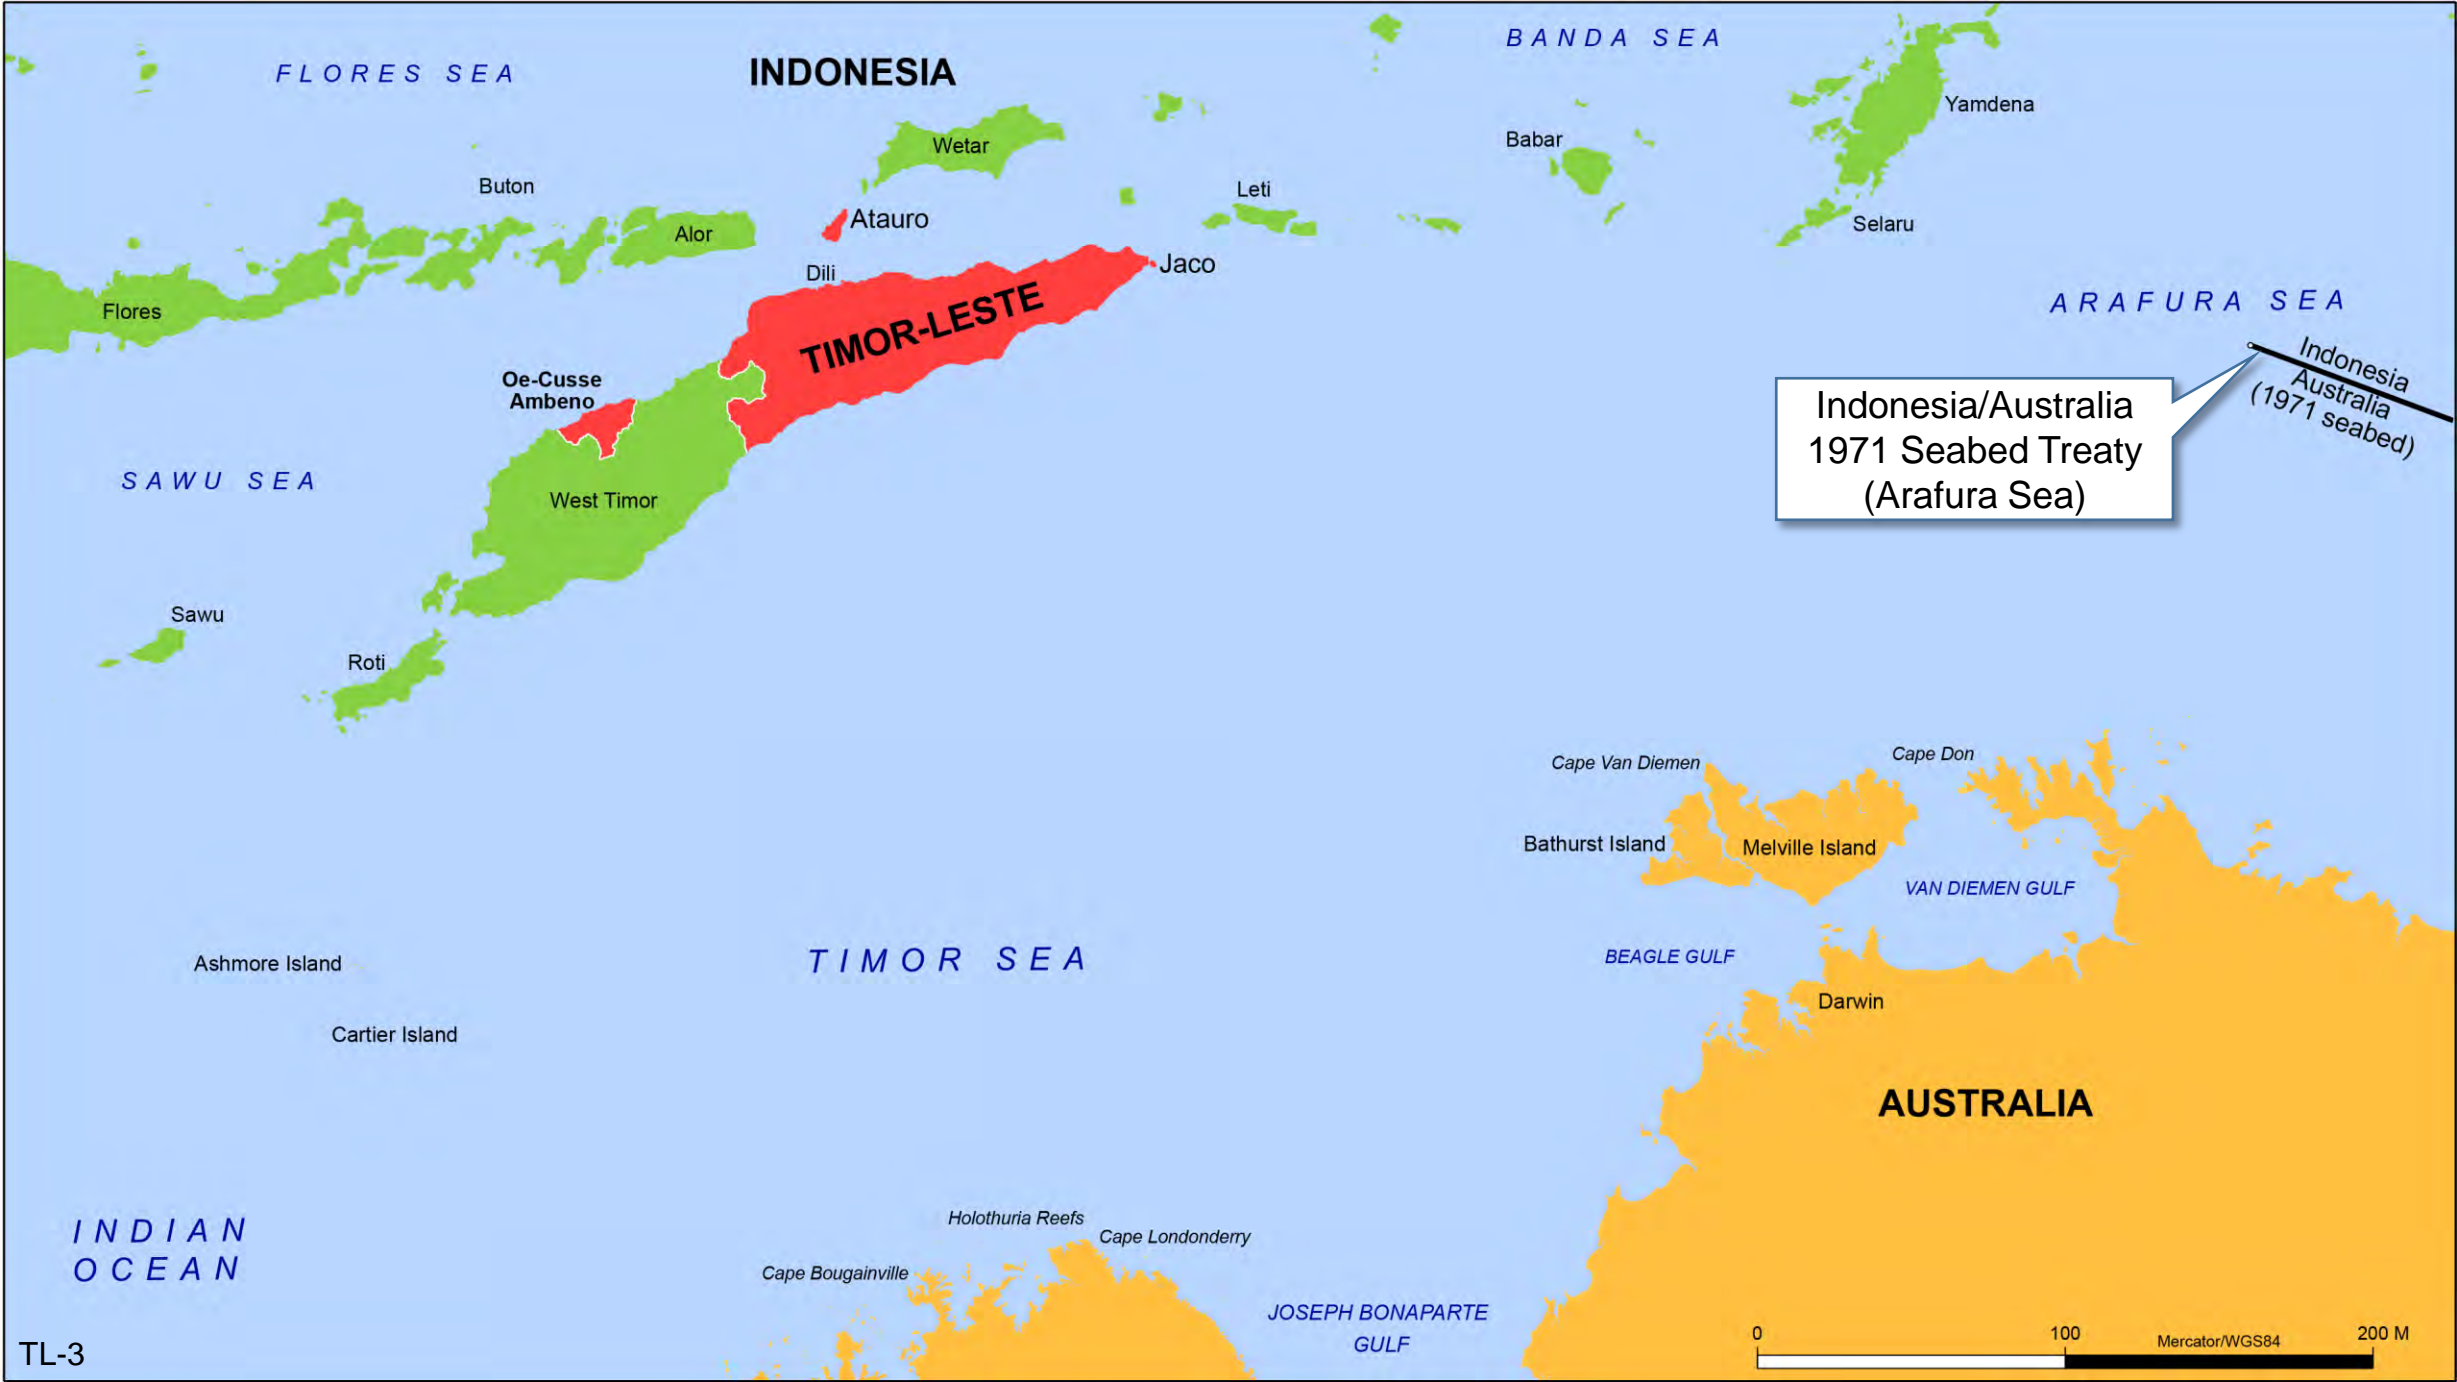 BANDA SEA
FLORES SEA
INDONESIA
Yamdena
Babar
Wetar
Buton
Leti
Atauro
Selaru
Alor
Jaco
Dili
ARAFURA SEA
Flores
TIMOR-LESTE
Indonesia
Australia
(1971 seabed)
Oe-Cusse
Ambeno
Indonesia/Australia
1971 Seabed Treaty
(Arafura Sea)
SAWU SEA
West Timor
Sawu
Roti
Cape Van Diemen
Cape Don
Bathurst Island
Melville Island
VAN DIEMEN GULF
Ashmore Island
TIMOR SEA
BEAGLE GULF
Darwin
Cartier Island
AUSTRALIA
INDIAN
OCEAN
Holothuria Reefs
Cape Londonderry
Cape Bougainville
JOSEPH BONAPARTE
GULF
0 100 200 M
Mercator/WGS84
TL-3